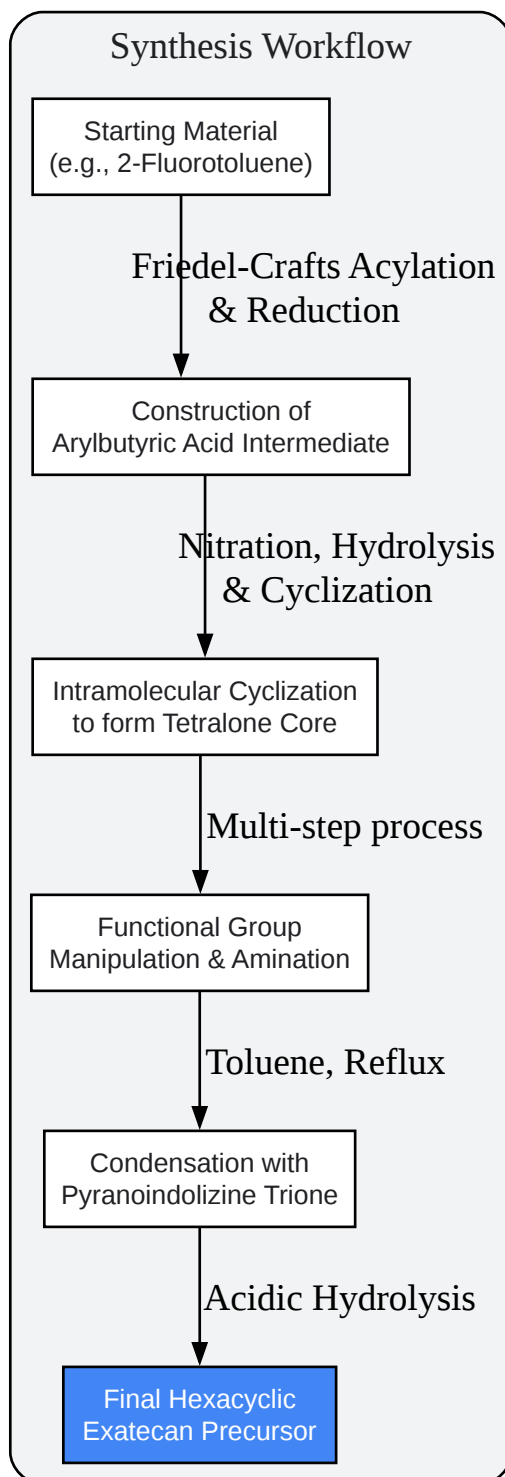 Synthesis Workflow
Starting Material
(e.g., 2-Fluorotoluene)
Friedel-Crafts Acylation
& Reduction
Construction of
Arylbutyric Acid Intermediate
Nitration, Hydrolysis
& Cyclization
Intramolecular Cyclization
to form Tetralone Core
Multi-step process
Functional Group
Manipulation & Amination
Toluene, Reflux
Condensation with
Pyranoindolizine Trione
Acidic Hydrolysis
Final Hexacyclic
Exatecan Precursor